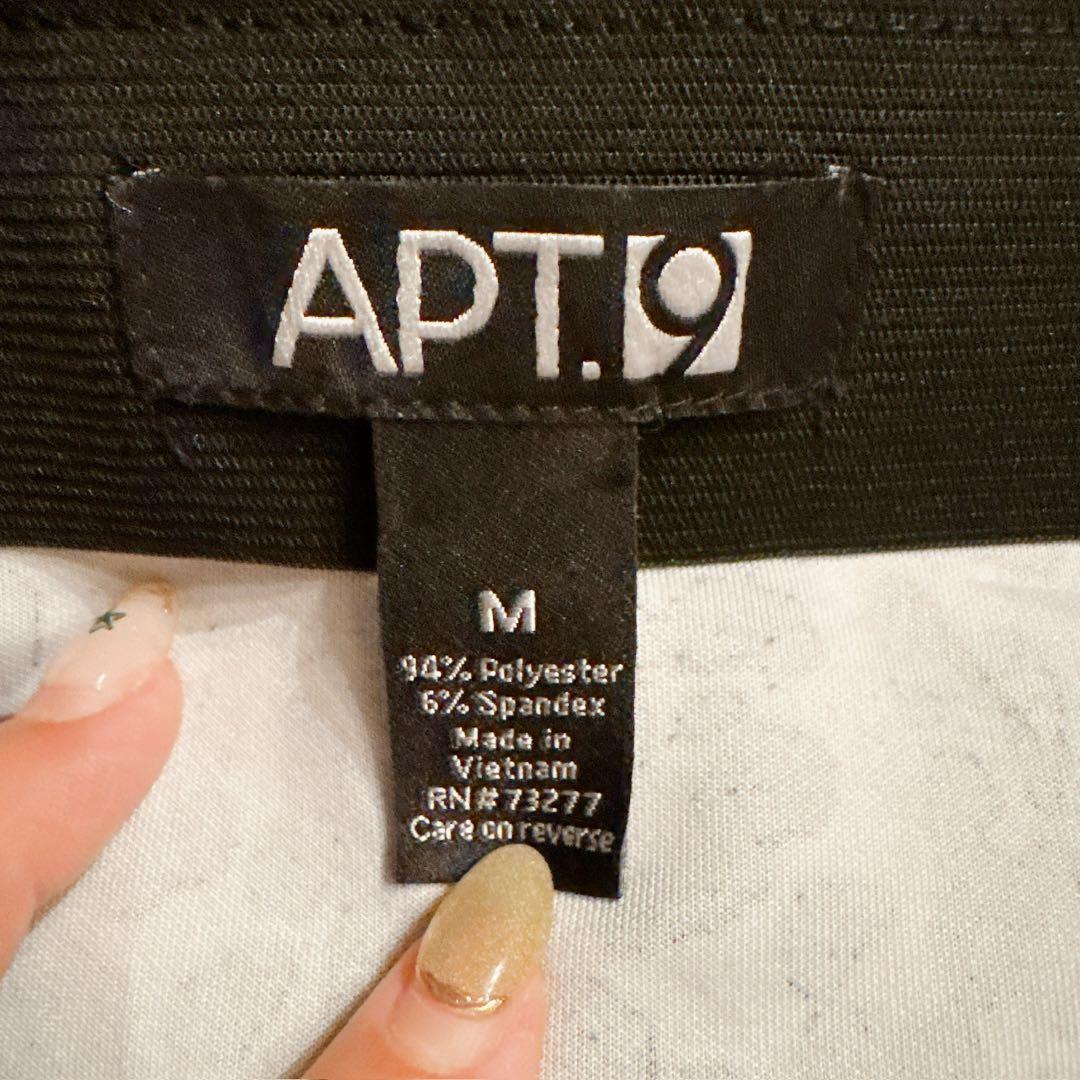 APT.9
M
94% Polyester
6% Spandex
Made in
Vietnam
RN#73277
Care on reverse